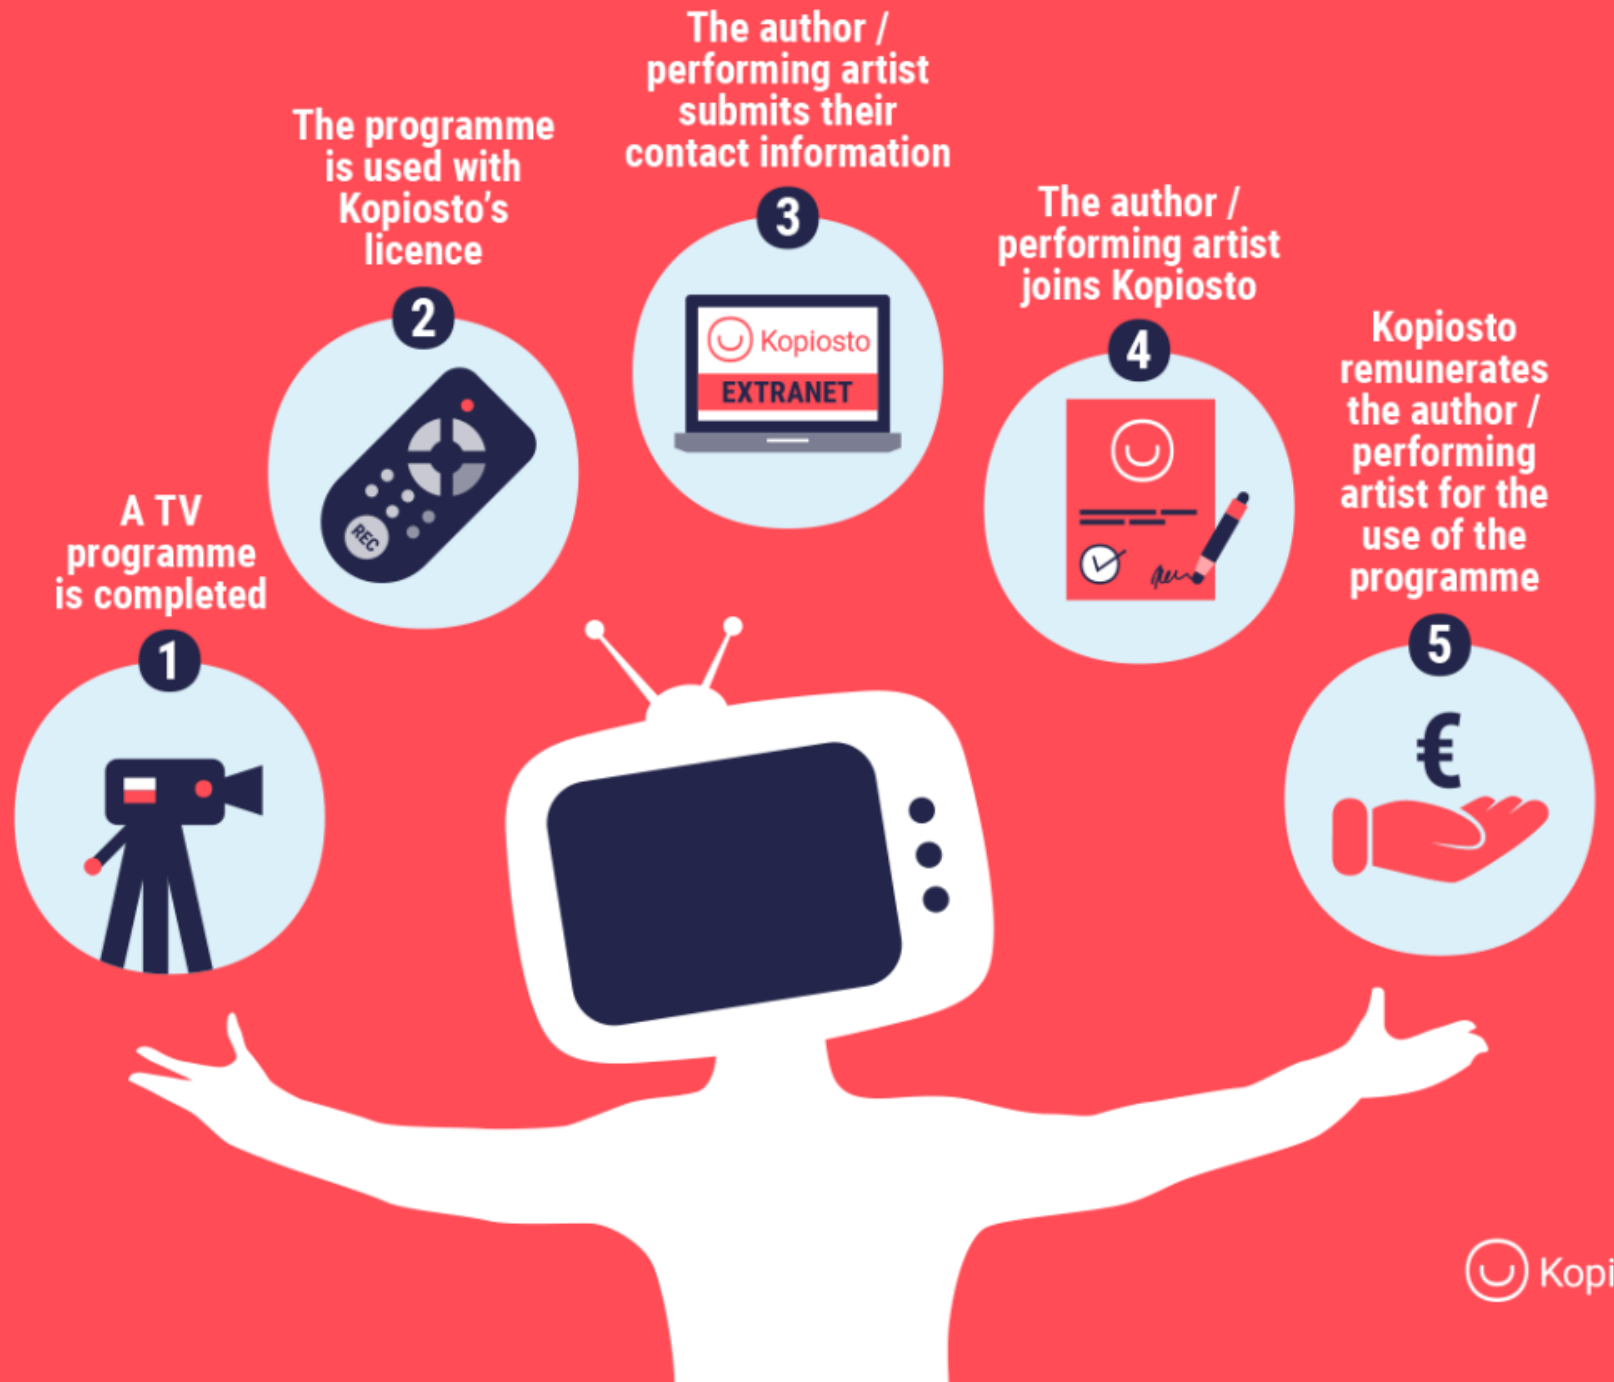 A TV
programme
is completed
1
The programme
is used with
Kopiosto's
licence
2
REC
The author /
performing artist
submits their
contact information
3
Kopiosto
EXTRANET
The author /
performing artist
joins Kopiosto
4
Kopiosto
remunerates
the author /
performing
artist for the
use of the
programme
5
€
Kopi